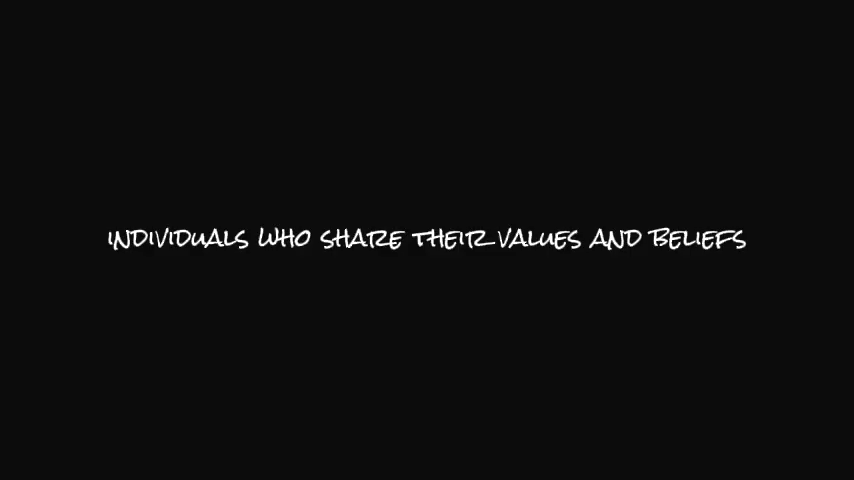 INDIVIDUALS WHO SHARE THEIR VALUES AND BELIEFS